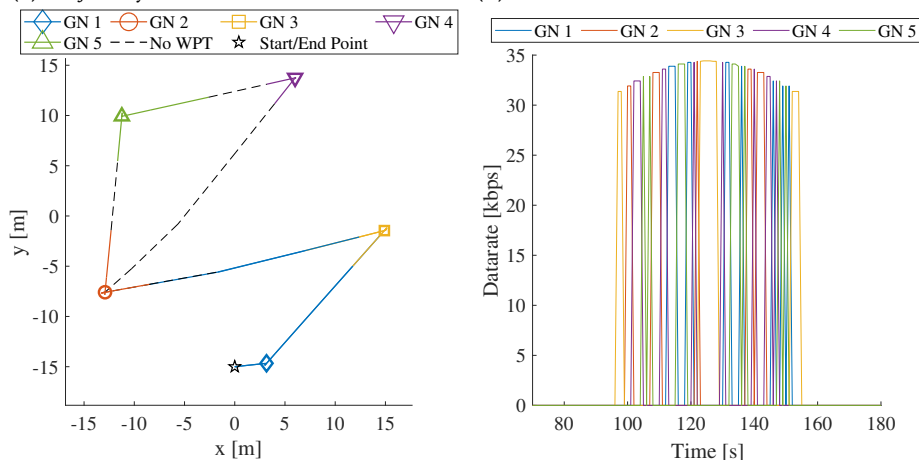 GN 1 GN 2 GN 3 GN 4
GN 5 No WPT Start/End Point
15
10
5
0
-5
-10
-15
-15 -10 -5 0 5 10 15
x [m]
y [m]
GN 1 GN 2 GN 3 GN 4 GN 5
35
30
25
20
15
10
5
0
80 100 120 140 160 180
Time [s]
Datarate [kbps]